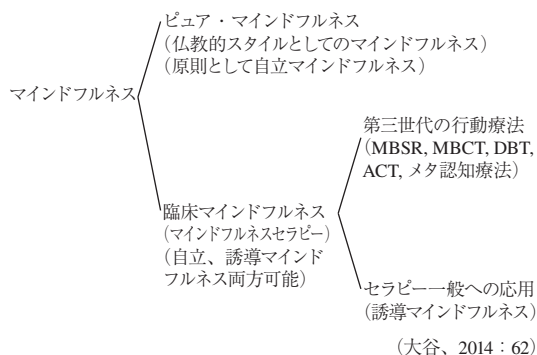 ピュア・マインドフルネス
（仏教的スタイルとしてのマインドフルネス）
（原則として自立マインドフルネス）
マインドフルネス
第三世代の行動療法
（MBSR, MBCT, DBT,
ACT, メタ認知療法）
臨床マインドフルネス
（マインドフルネスセラピー）
（自立、誘導マインド
フルネス両方可能）
セラピー一般への応用
（誘導マインドフルネス）
（大谷、2014：62）